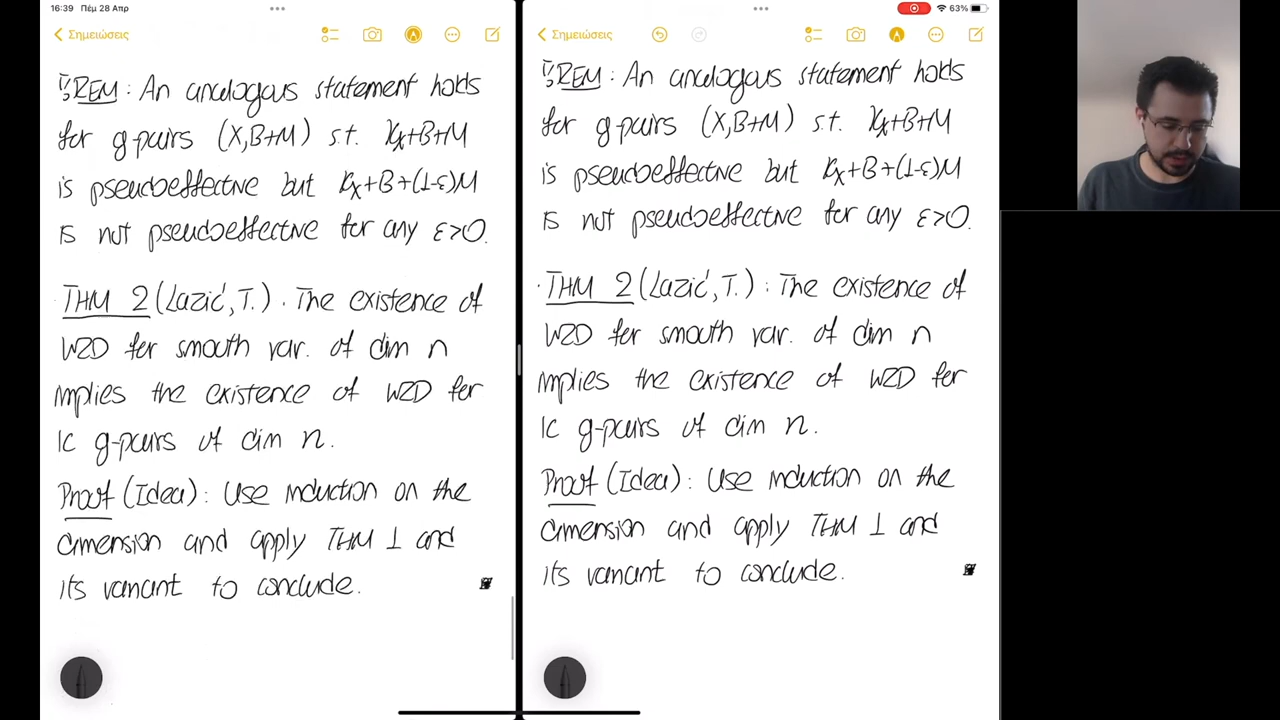 16:39 Πέμ 28 Απρ
63%
Σημειώσεις
REM: An analogous statement holds
for g-pairs (X,B+M) s.t. Kx+B+M
is pseudoeffective but Kx+B+(1-ε)M
is not pseudoeffective for any ε>0.
THM 2 (Lazić, T.). The existence of
WZD for smooth var. of dim n
implies the existence of WZD for
lc g-pairs of dim n.
Proof (Idea): Use induction on the
dimension and apply THM 1 and
its variant to conclude.
Σημειώσεις
REM: An analogous statement holds
for g-pairs (X,B+M) s.t. Kx+B+M
is pseudoeffective but Kx+B+(1-ε)M
is not pseudoeffective for any ε>0.
THM 2 (Lazić, T.): The existence of
WZD for smooth var. of dim n
implies the existence of WZD for
lc g-pairs of dim n.
Proof (Idea): Use induction on the
dimension and apply THM 1 and
its variant to conclude.